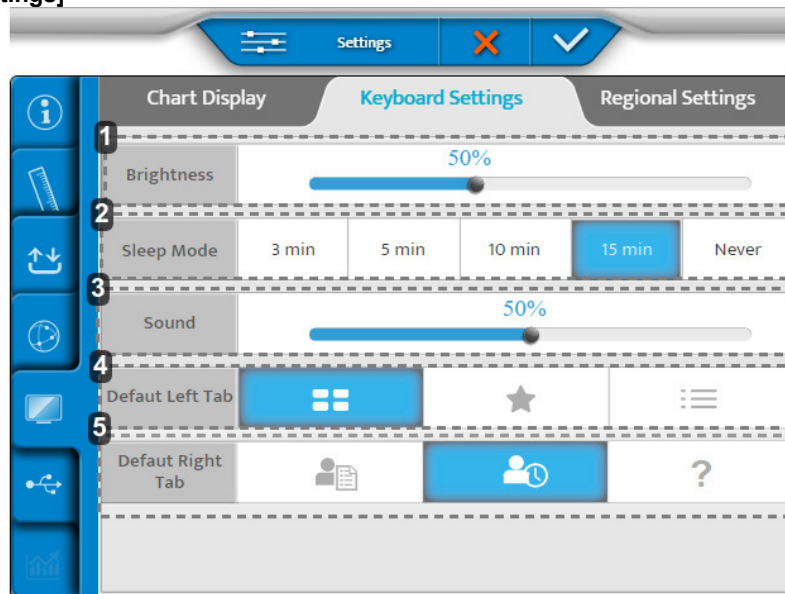 tings]
Settings
Chart Display Keyboard Settings Regional Settings
1
Brightness 50%
2
Sleep Mode 3 min 5 min 10 min 15 min Never
3
Sound 50%
4
Defaut Left Tab
5
Defaut Right
Tab ?